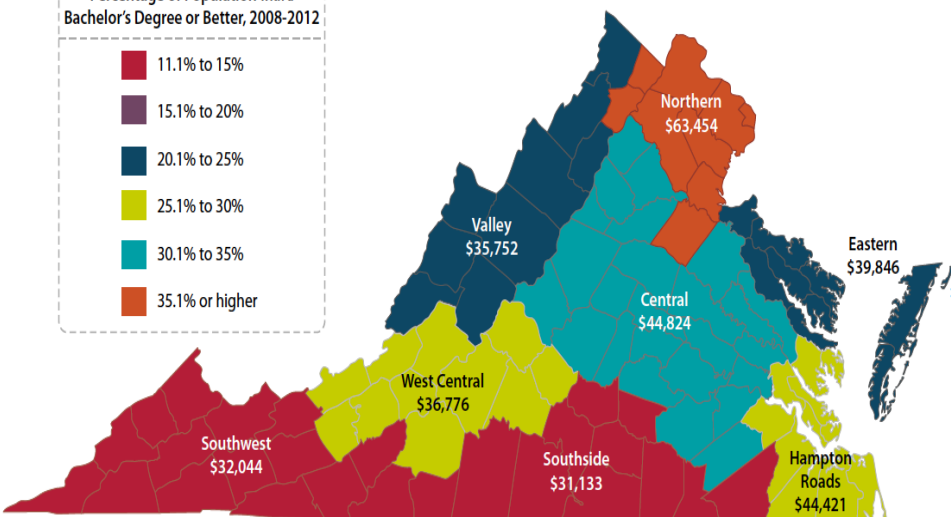 Bachelor's Degree or Better, 2008-2012
11.1% to 15%
15.1% to 20%
20.1% to 25%
25.1% to 30%
30.1% to 35%
35.1% or higher
Northern
$63,454
Valley
$35,752
Eastern
$39,846
Central
$44,824
West Central
$36,776
Southwest
$32,044
Southside
$31,133
Hampton
Roads
$44,421